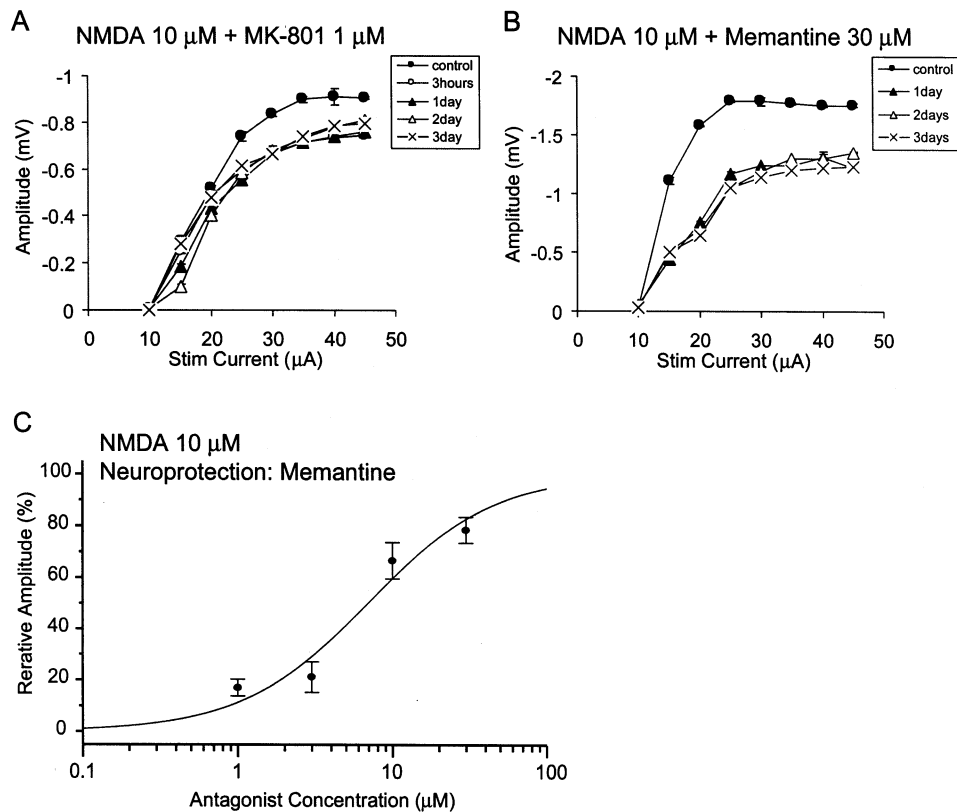 A
NMDA 10 μM + MK-801 1 μM
control
3hours
1day
2day
3day
-1
-0.8
-0.6
-0.4
-0.2
0
Amplitude (mV)
0 10 20 30 40 50
Stim Current (μA)
B
NMDA 10 μM + Memantine 30 μM
control
1day
2days
3days
-2
-1.5
-1
-0.5
0
Amplitude (mV)
0 10 20 30 40 50
Stim Current (μA)
C
NMDA 10 μM
Neuroprotection: Memantine
100
80
60
40
20
0
Rerative Amplitude (%)
0.1 1 10 100
Antagonist Concentration (μM)